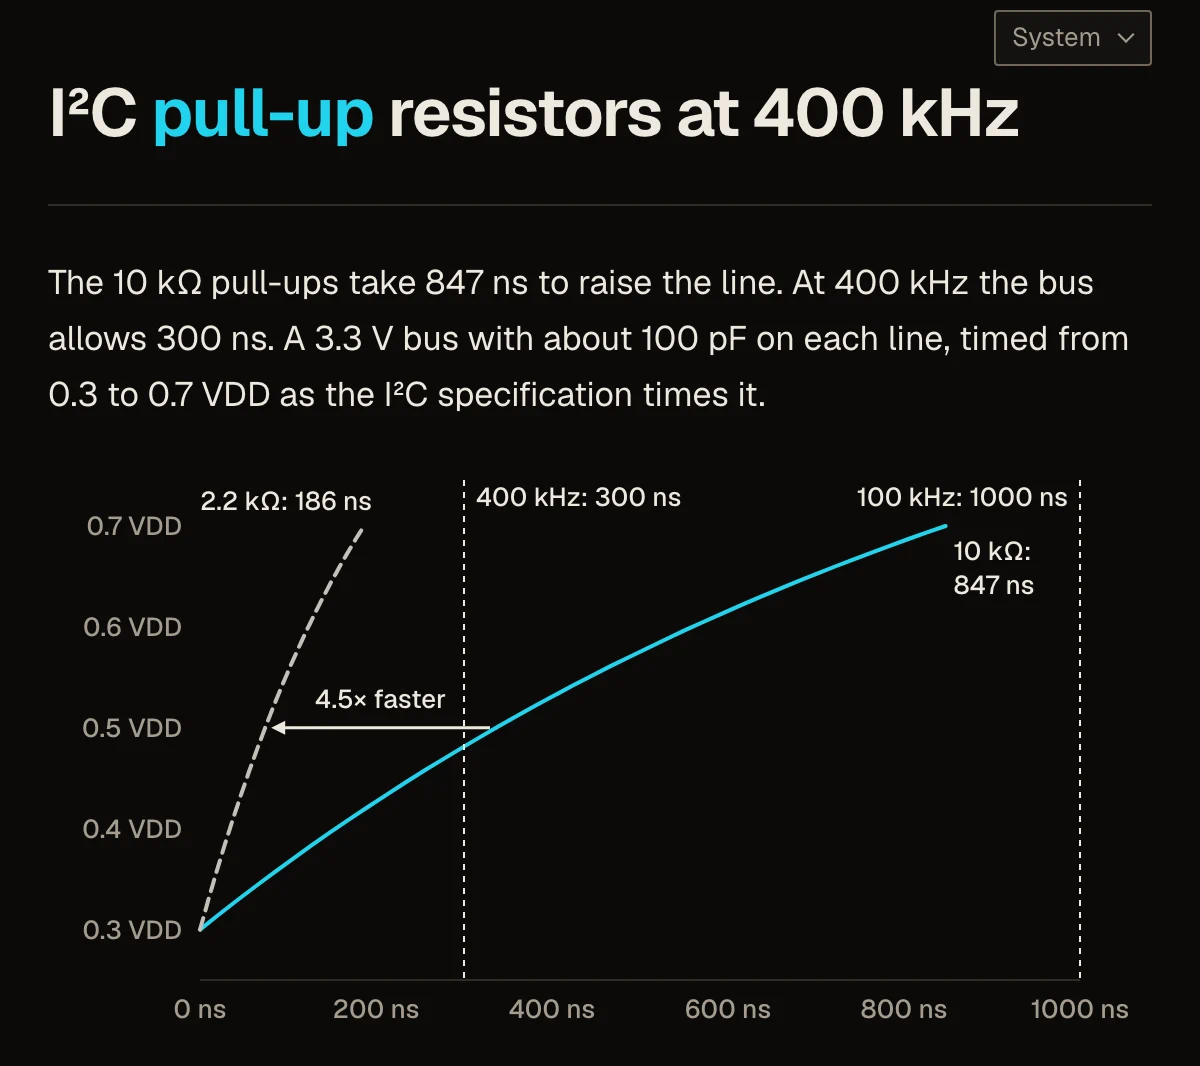 System
I²C pull-up resistors at 400 kHz
The 10 kΩ pull-ups take 847 ns to raise the line. At 400 kHz the bus
allows 300 ns. A 3.3 V bus with about 100 pF on each line, timed from
0.3 to 0.7 VDD as the I²C specification times it.
2.2 kΩ: 186 ns
400 kHz: 300 ns
100 kHz: 1000 ns
0.7 VDD
10 kΩ:
847 ns
0.6 VDD
4.5× faster
0.5 VDD
0.4 VDD
0.3 VDD
0 ns
200 ns
400 ns
600 ns
800 ns
1000 ns